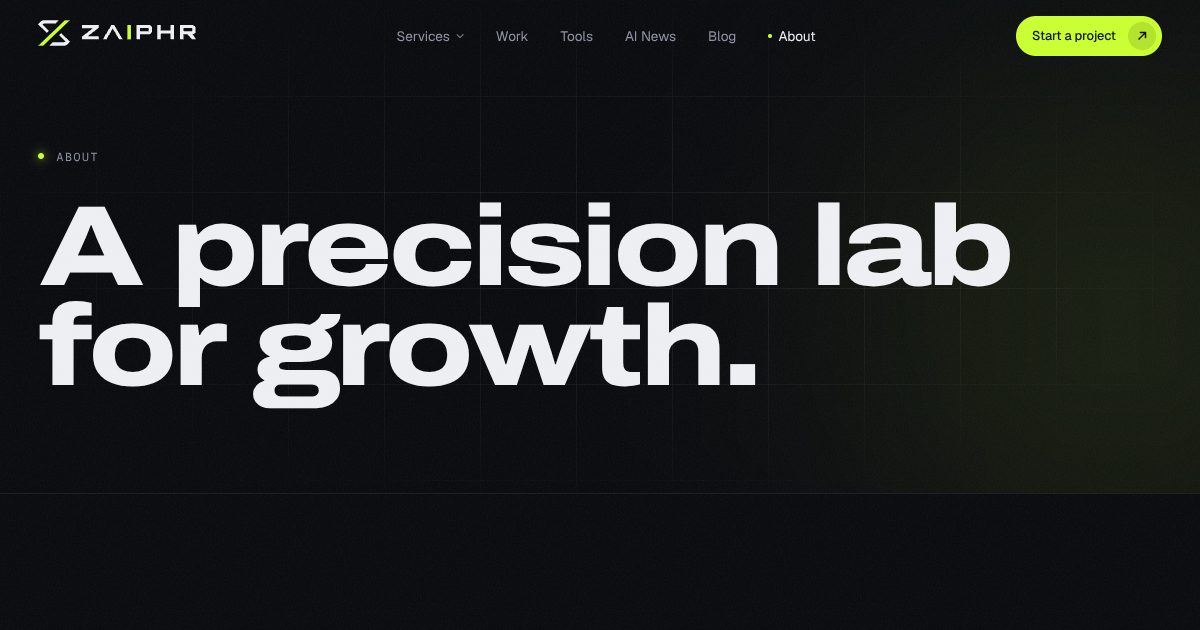 ZAIPHR
Services Work Tools AI News Blog About
Start a project
ABOUT
A precision lab
for growth.